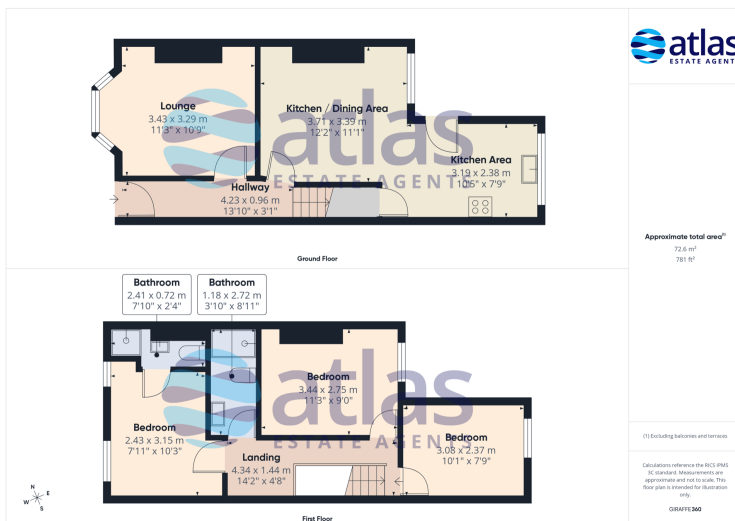 Lounge
3.43 x 3.29 m
11'3" x 10'9"
Kitchen / Dining Area
3.71 x 3.39 m
12'2" x 11'1"
Kitchen Area
3.19 x 2.38 m
10'5" x 7'9"
Hallway
4.23 x 0.96 m
13'10" x 3'1"
atlas
ESTATE AGENTS
Ground Floor
Bathroom
2.41 x 0.72 m
7'10" x 2'4"
Bathroom
1.18 x 2.72 m
3'10" x 8'11"
Bedroom
3.44 x 2.75 m
11'3" x 9'0"
Bedroom
2.43 x 3.15 m
7'11" x 10'3"
Bedroom
3.08 x 2.37 m
10'1" x 7'9"
Landing
4.34 x 1.44 m
14'2" x 4'8"
atlas
ESTATE AGENTS
First Floor
N
E
S
W
atlas
ESTATE AGENT
Approximate total area(1)
72.6 m²
781 ft²
(1) Excluding balconies and terraces
Calculations reference the RICS IPMS
3C standard. Measurements are
approximate and not to scale. This
floor plan is intended for illustration
only.
GIRAFFE360